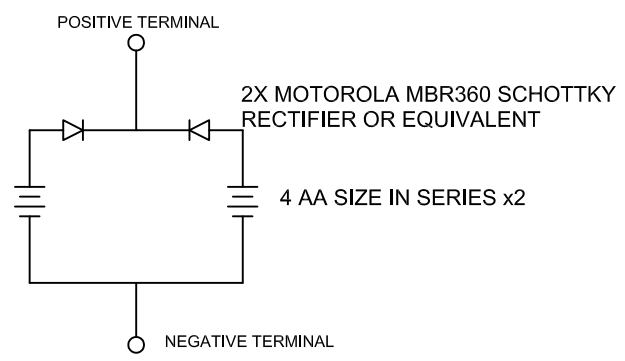 POSITIVE TERMINAL
2X MOTOROLA MBR360 SCHOTTKY
RECTIFIER OR EQUIVALENT
4 AA SIZE IN SERIES x2
NEGATIVE TERMINAL